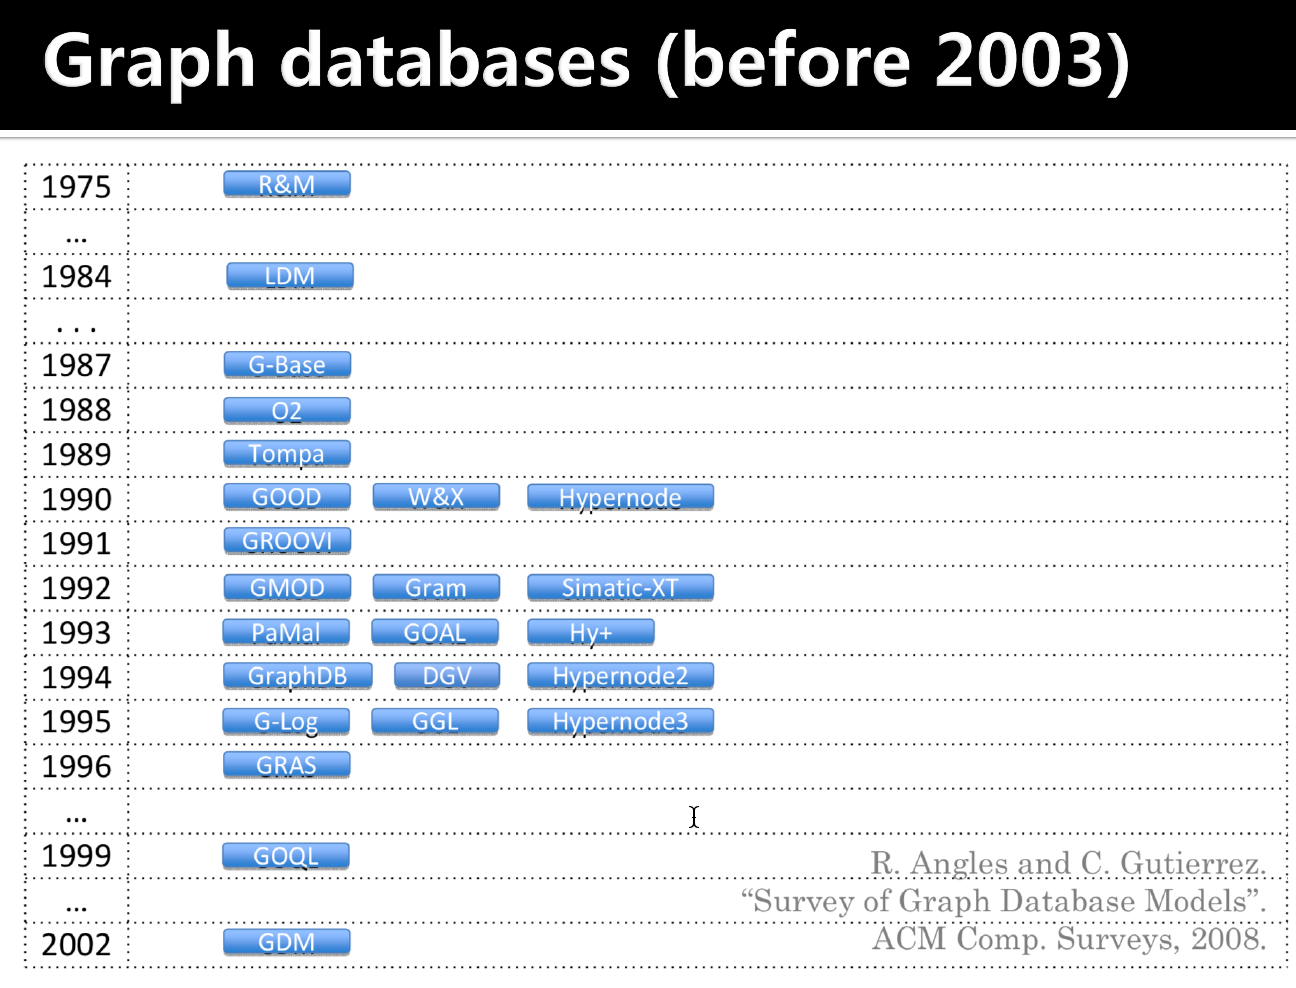 Graph databases (before 2003)
1975 R&M
...
1984 LDM
. . .
1987 G-Base
1988 O2
1989 Tompa
1990 GOOD W&X Hypernode
1991 GROOVI
1992 GMOD Gram Simatic-XT
1993 PaMal GOAL Hy+
1994 GraphDB DGV Hypernode2
1995 G-Log GGL Hypernode3
1996 GRAS
...
1999 GOQL
...
2002 GDM
R. Angles and C. Gutierrez.
“Survey of Graph Database Models”.
ACM Comp. Surveys, 2008.